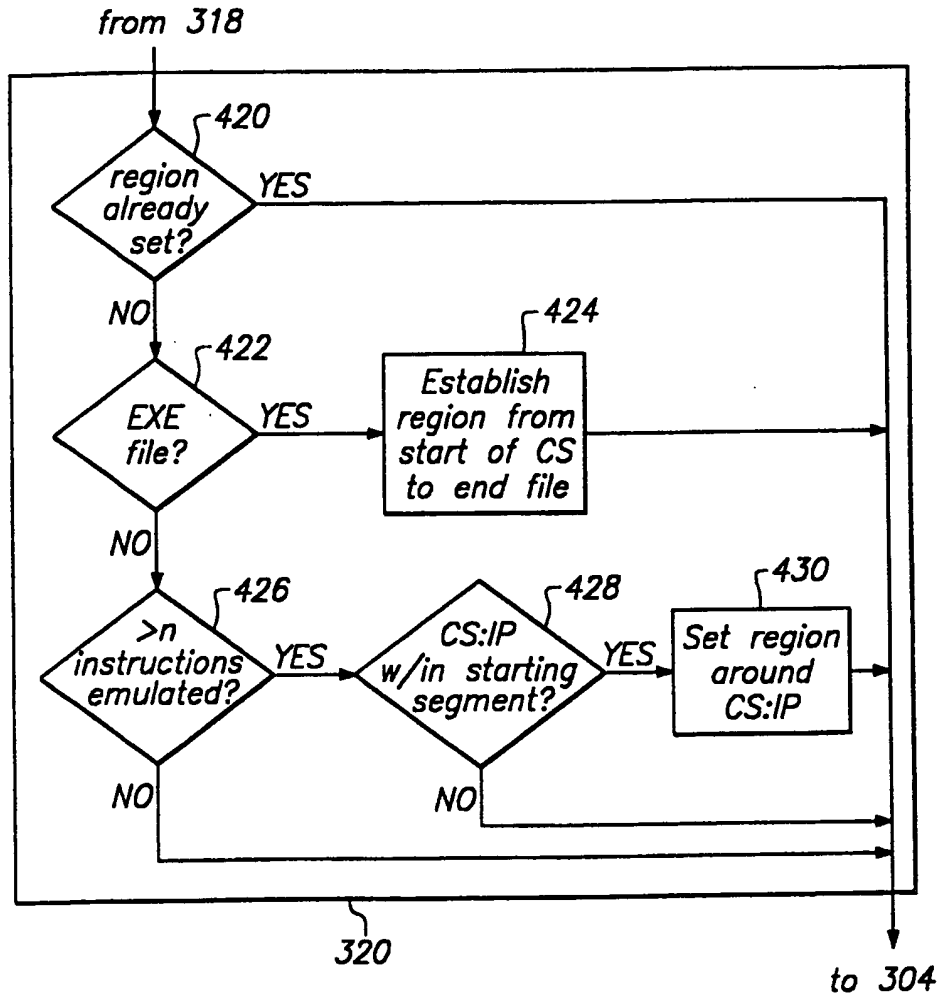 from 318
420
region
already
set?
YES
NO
422
EXE
file?
YES
424
Establish
region from
start of CS
to end file
NO
426
>n
instructions
emulated?
YES
428
CS:IP
w/in starting
segment?
YES
430
Set region
around
CS:IP
NO
NO
320
to 304